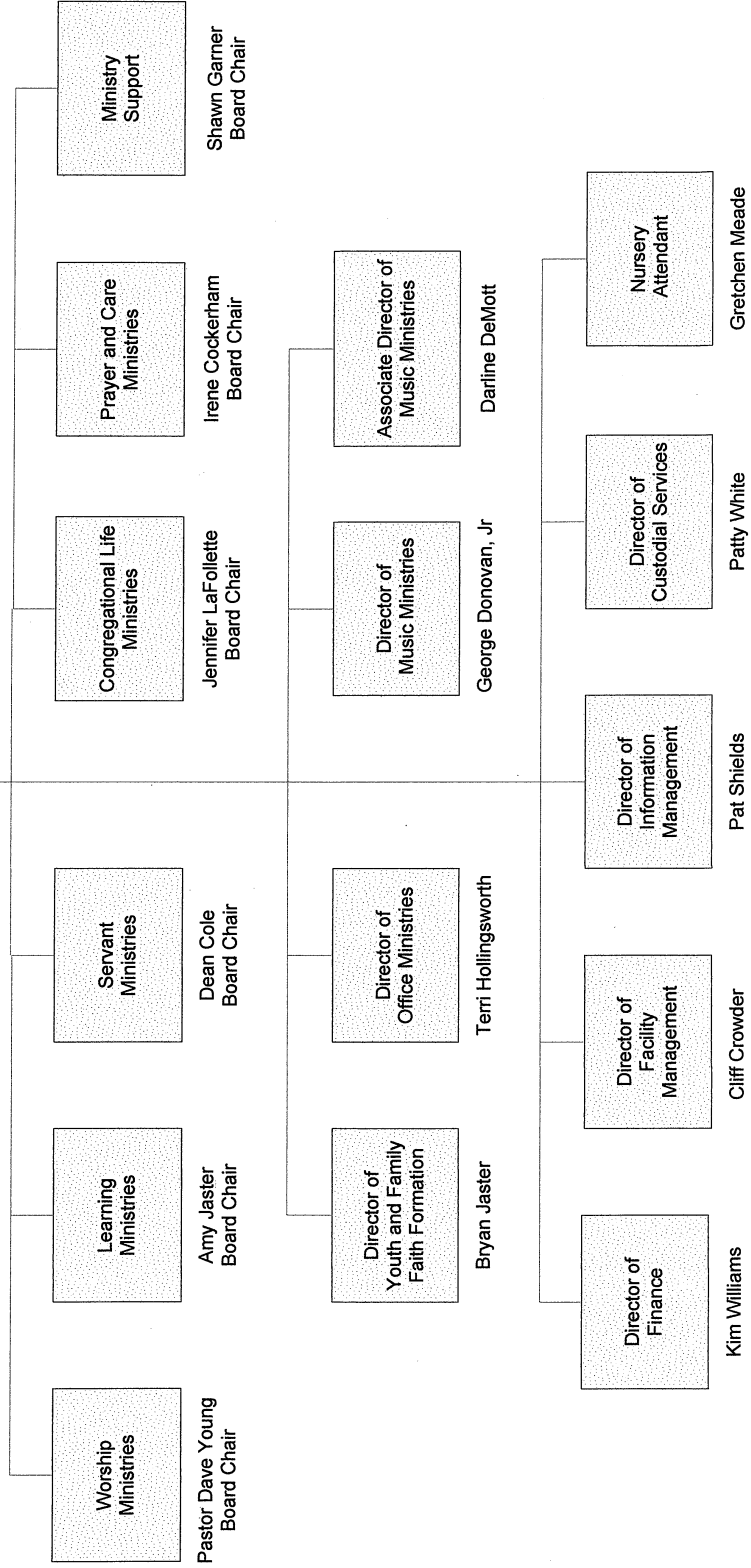 Worship
Ministries
Pastor Dave Young
Board Chair
Learning
Ministries
Amy Jaster
Board Chair
Servant
Ministries
Dean Cole
Board Chair
Congregational Life
Ministries
Jennifer LaFollette
Board Chair
Prayer and Care
Ministries
Irene Cockerham
Board Chair
Ministry
Support
Shawn Garner
Board Chair
Director of
Youth and Family
Faith Formation
Bryan Jaster
Director of
Office Ministries
Terri Hollingsworth
Director of
Music Ministries
George Donovan, Jr
Associate Director of
Music Ministries
Darline DeMott
Director of
Finance
Kim Williams
Director of
Facility
Management
Cliff Crowder
Director of
Information
Management
Pat Shields
Director of
Custodial Services
Patty White
Nursery
Attendant
Gretchen Meade